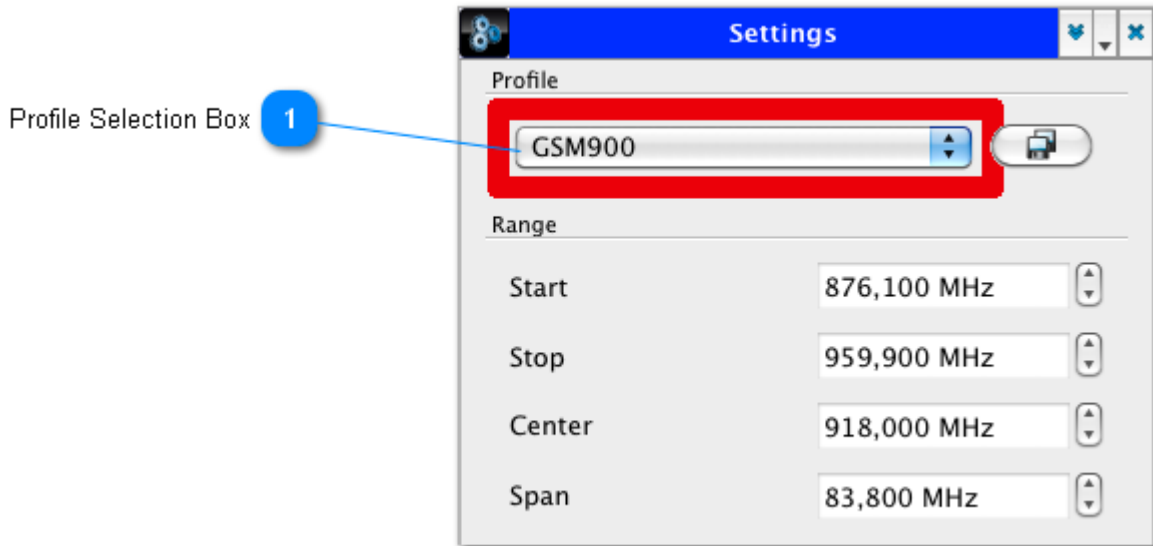 Settings
Profile
Profile Selection Box 1
GSM900
Range
Start 876,100 MHz
Stop 959,900 MHz
Center 918,000 MHz
Span 83,800 MHz